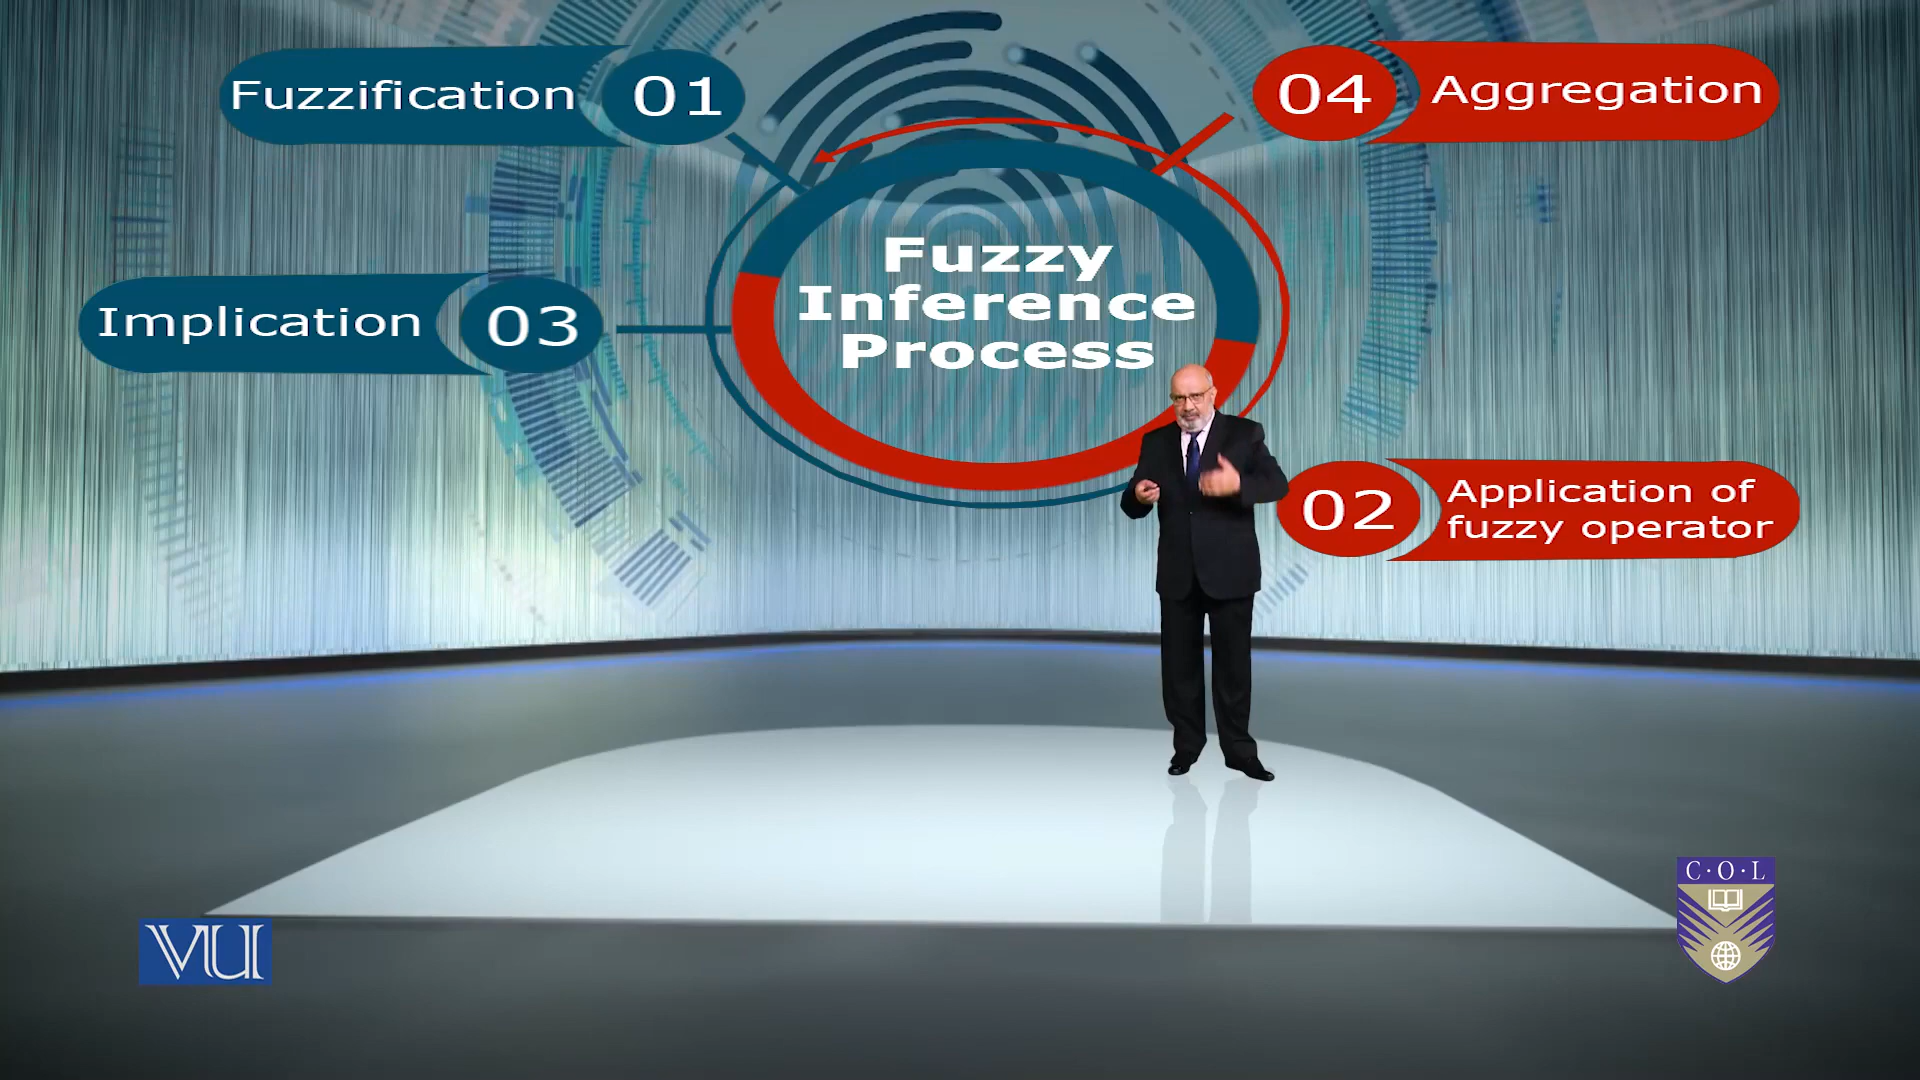 Fuzzification 01
04 Aggregation
Fuzzy
Inference
Process
Implication 03
02 Application of
fuzzy operator
VU
C·O·L